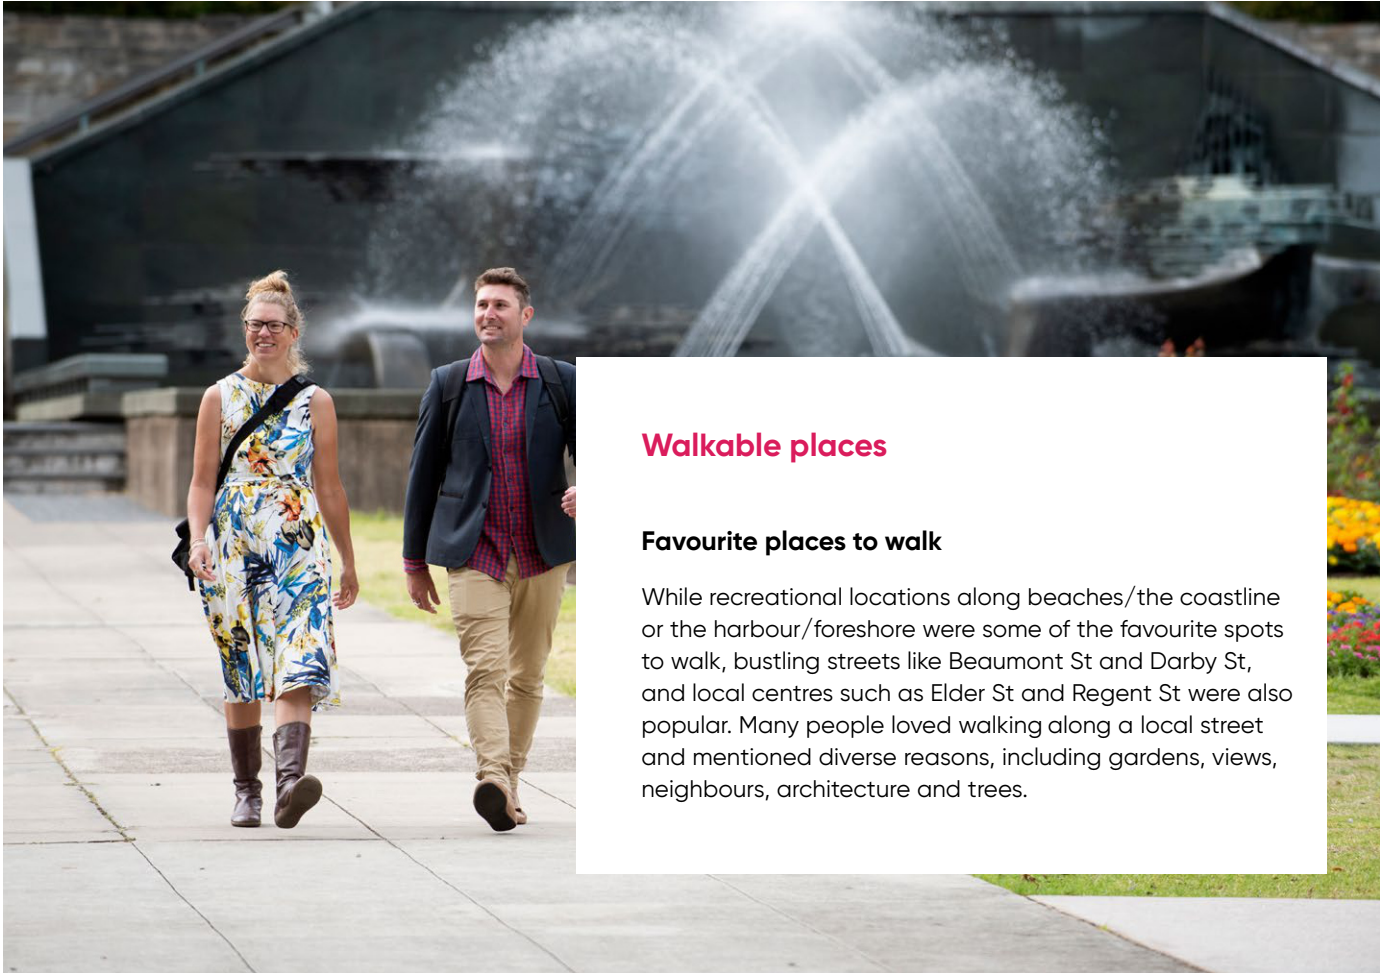 Walkable places
Favourite places to walk
While recreational locations along beaches/the coastline
or the harbour/foreshore were some of the favourite spots
to walk, bustling streets like Beaumont St and Darby St,
and local centres such as Elder St and Regent St were also
popular. Many people loved walking along a local street
and mentioned diverse reasons, including gardens, views,
neighbours, architecture and trees.